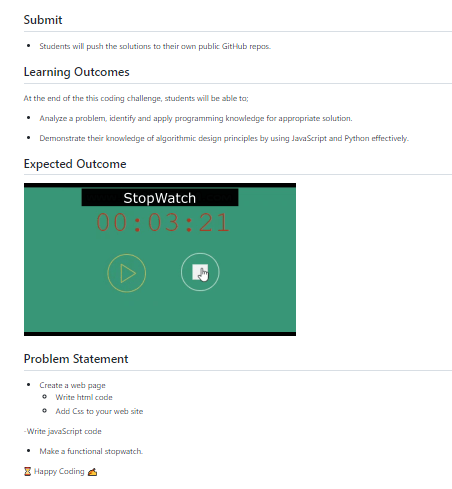 Submit
Students will push the solutions to their own public GitHub repos.
Learning Outcomes
At the end of the this coding challenge, students will be able to;
Analyze a problem, identify and apply programming knowledge for appropriate solution.
Demonstrate their knowledge of algorithmic design principles by using JavaScript and Python effectively.
Expected Outcome
StopWatch
00:03:21
Problem Statement
Create a web page
Write html code
Add Css to your web site
-Write javaScript code
Make a functional stopwatch.
⌛ Happy Coding ✍